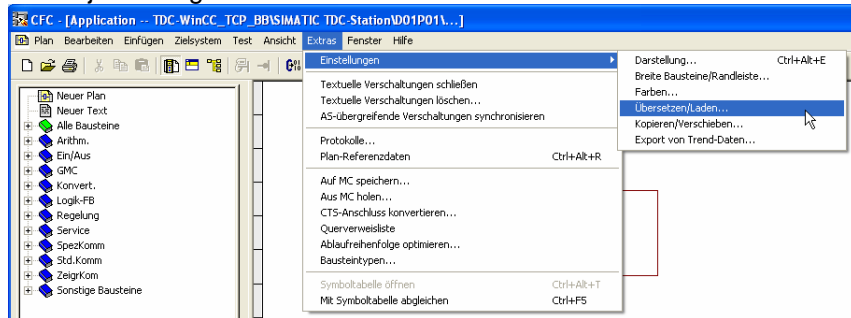 CFC - [Application -- TDC-WinCC_TCP_BB\SIMATIC TDC-Station\D01P01\...]
Plan Bearbeiten Einfügen Zielsystem Test Ansicht Extras Fenster Hilfe
Neuer Plan
Neuer Text
Alle Bausteine
Arithm.
Ein/Aus
GMC
Konvert.
Logik-FB
Regelung
Service
SpezKomm
Std.Komm
ZeigrKom
Sonstige Bausteine
Einstellungen
Textuelle Verschaltungen schließen
Textuelle Verschaltungen löschen...
AS-übergreifende Verschaltungen synchronisieren
Protokolle...
Plan-Referenzdaten Ctrl+Alt+R
Auf MC speichern...
Aus MC holen...
CTS-Anschluss konvertieren...
Querverweisliste
Ablaufreihenfolge optimieren...
Bausteintypen...
Symboltabelle öffnen Ctrl+Alt+T
Mit Symboltabelle abgleichen Ctrl+F5
Darstellung... Ctrl+Alt+E
Breite Bausteine/Randleiste...
Farben...
Übersetzen/Laden...
Kopieren/Verschieben...
Export von Trend-Daten...